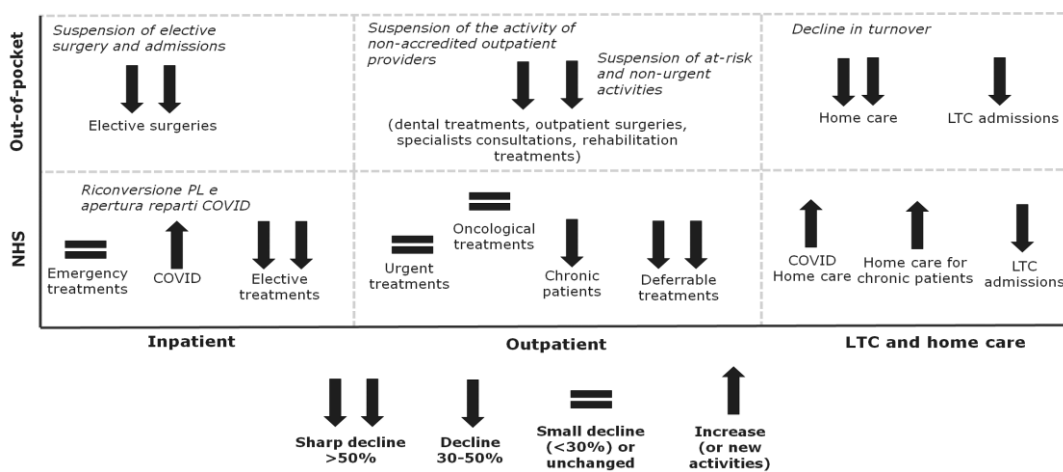 Out-of-pocket
Suspension of elective
surgery and admissions
Elective surgeries
Suspension of the activity of
non-accredited outpatient
providers
Suspension of at-risk
and non-urgent
activities
(dental treatments, outpatient surgeries,
specialists consultations, rehabilitation
treatments)
Decline in turnover
Home care
LTC admissions
NHS
Riconversione PL e
apertura reparti COVID
Emergency
treatments
COVID
Elective
treatments
Urgent
treatments
Oncological
treatments
Chronic
patients
Deferrable
treatments
COVID
Home care
Home care for
chronic patients
LTC
admissions
Inpatient
Outpatient
LTC and home care
Sharp decline
>50%
Decline
30-50%
Small decline
(<30%) or
unchanged
Increase
(or new
activities)